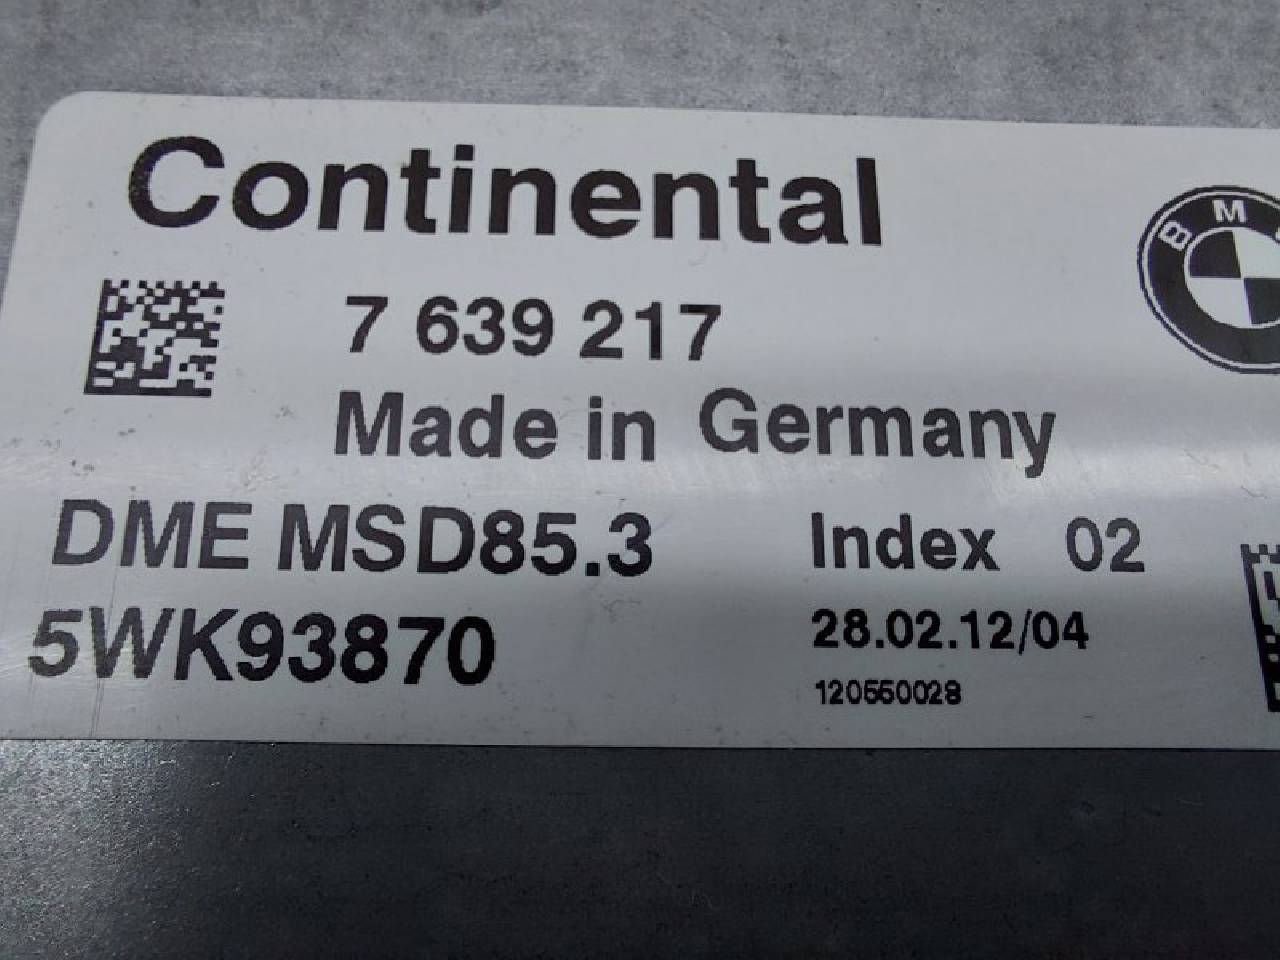 Continental
B M
7 639 217
Made in Germany
DME MSD85.3 Index 02
5WK93870 28.02.12/04
120550028